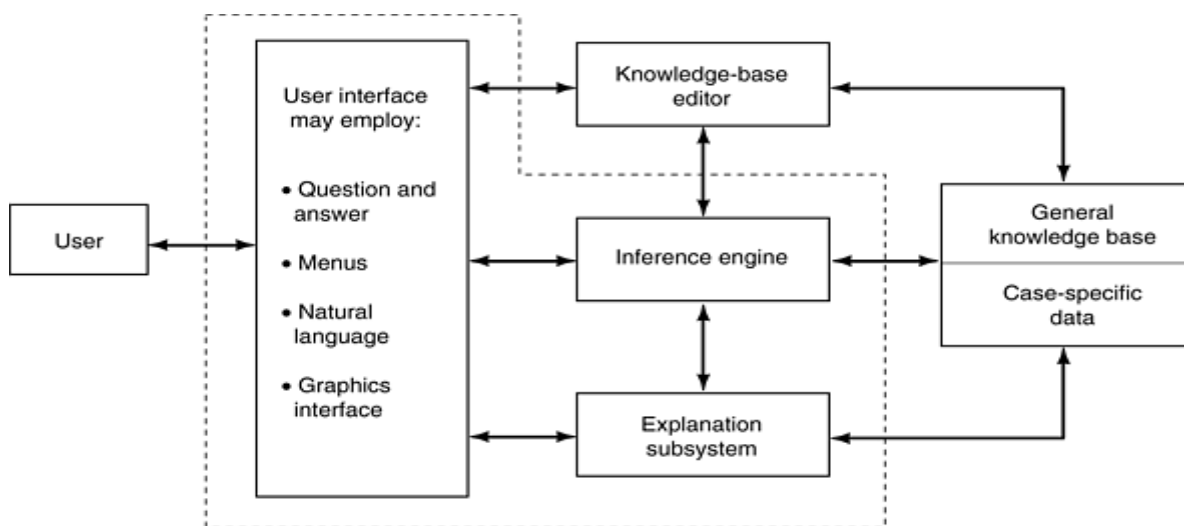 User
User interface
may employ:
• Question and
answer
• Menus
• Natural
language
• Graphics
interface
Knowledge-base
editor
Inference engine
Explanation
subsystem
General
knowledge base
Case-specific
data